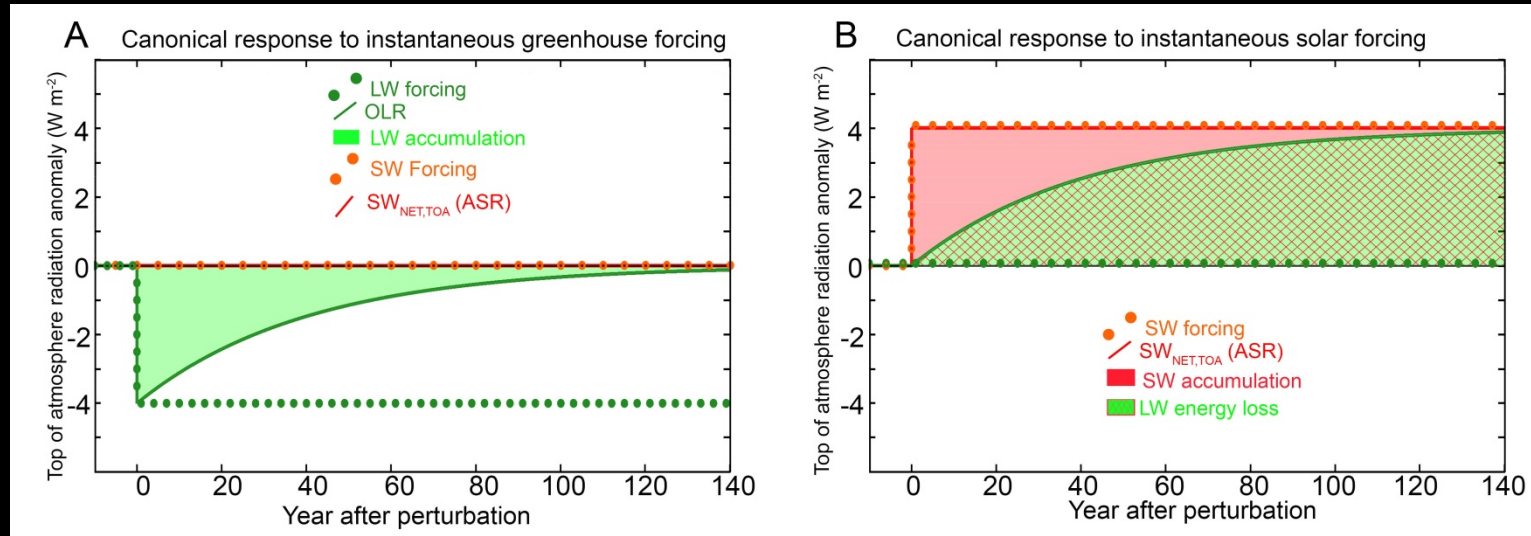 A
Canonical response to instantaneous greenhouse forcing
LW forcing
OLR
LW accumulation
SW Forcing
SW_NET,TOA (ASR)
Top of atmosphere radiation anomaly (W m⁻²)
4
2
0
-2
-4
0 20 40 60 80 100 120 140
Year after perturbation
B
Canonical response to instantaneous solar forcing
SW forcing
SW_NET,TOA (ASR)
SW accumulation
LW energy loss
Top of atmosphere radiation anomaly (W m⁻²)
4
2
0
-2
-4
0 20 40 60 80 100 120 140
Year after perturbation